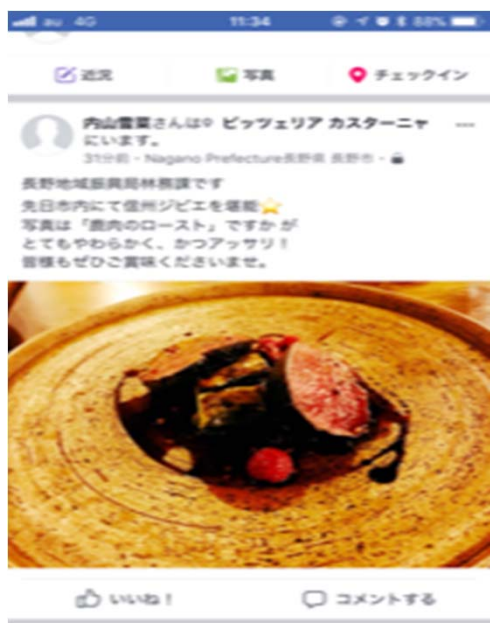 au 4G 11:34 88%
近況 写真 チェックイン
内山雪菜さんは ピッツェリア カスターニャ
にいます。
31分前・Nagano Prefecture長野県 長野市・
長野地域振興局林務課です
先日市内にて信州ジビエを堪能⭐
写真は「鹿肉のロースト」ですが が
とてもやわらかく、かつアッサリ！
皆様もぜひご賞味くださいませ。
いいね！ コメントする